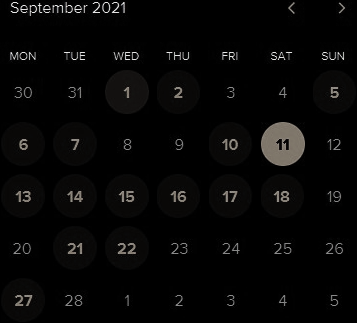 September 2021
MON TUE WED THU FRI SAT SUN
30 31 1 2 3 4 5
6 7 8 9 10 11 12
13 14 15 16 17 18 19
20 21 22 23 24 25 26
27 28 1 2 3 4 5